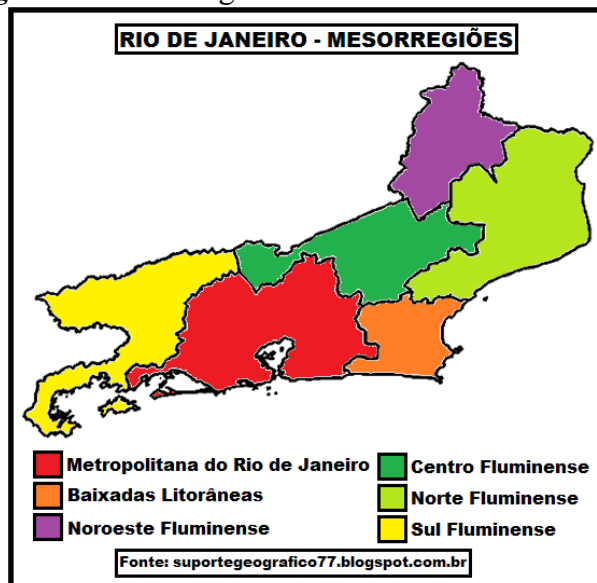 RIO DE JANEIRO - MESORREGIÕES
Metropolitana do Rio de Janeiro
Baixadas Litorâneas
Noroeste Fluminense
Centro Fluminense
Norte Fluminense
Sul Fluminense
Fonte: suportegeografico77.blogspot.com.br